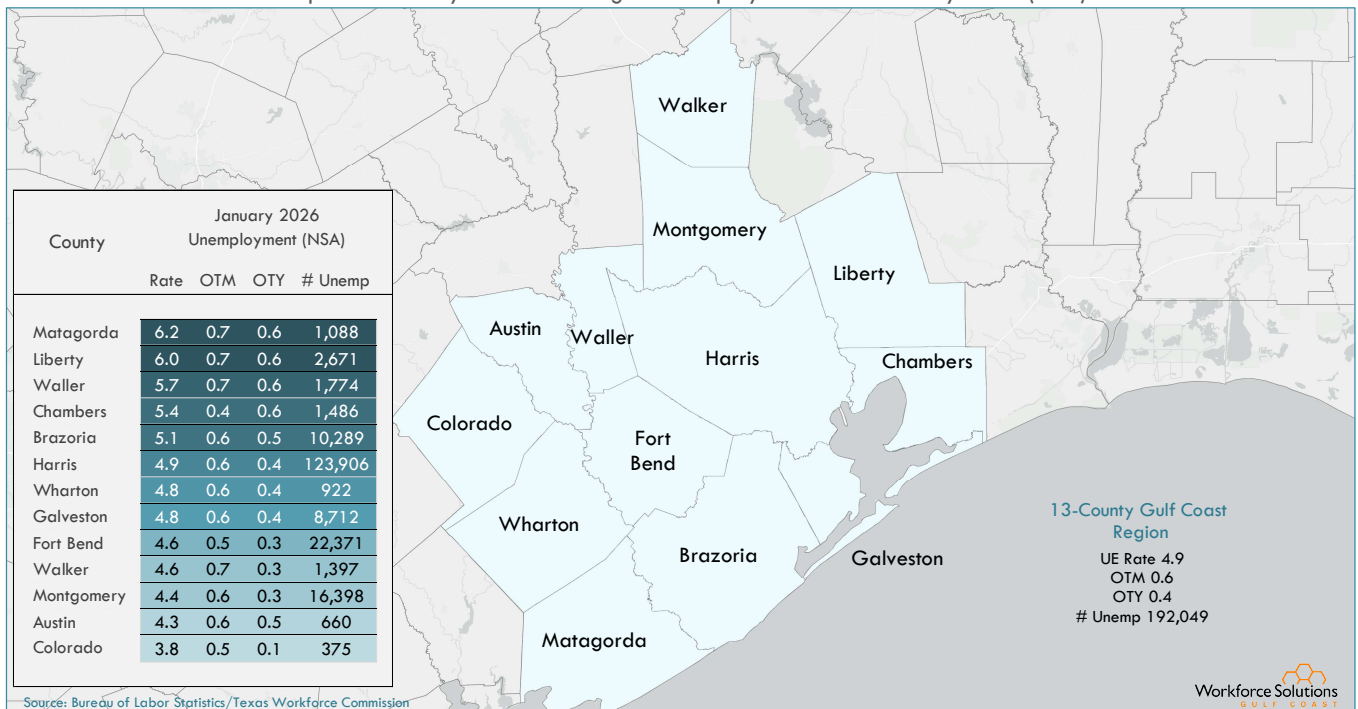 January 2026
County Unemployment (NSA)
Rate OTM OTY # Unemp
Matagorda 6.2 0.7 0.6 1,088
Liberty 6.0 0.7 0.6 2,671
Waller 5.7 0.7 0.6 1,774
Chambers 5.4 0.4 0.6 1,486
Brazoria 5.1 0.6 0.5 10,289
Harris 4.9 0.6 0.4 123,906
Wharton 4.8 0.6 0.4 922
Galveston 4.8 0.6 0.4 8,712
Fort Bend 4.6 0.5 0.3 22,371
Walker 4.6 0.7 0.3 1,397
Montgomery 4.4 0.6 0.3 16,398
Austin 4.3 0.6 0.5 660
Colorado 3.8 0.5 0.1 375
Source: Bureau of Labor Statistics/Texas Workforce Commission
Walker
Montgomery
Liberty
Austin
Waller
Harris
Chambers
Colorado
Fort
Bend
Wharton
Brazoria
Galveston
Matagorda
13-County Gulf Coast
Region
UE Rate 4.9
OTM 0.6
OTY 0.4
# Unemp 192,049
Workforce Solutions
GULF COAST